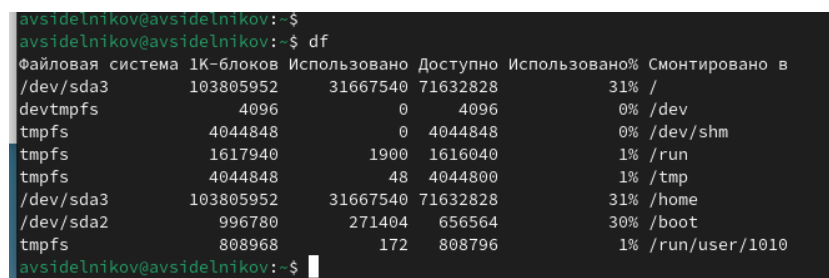 avsidelnikov@avsidelnikov:~$
avsidelnikov@avsidelnikov:~$ df
Файловая система 1K-блоков Использовано Доступно Использовано% Смонтировано в
/dev/sda3 103805952 31667540 71632828 31% /
devtmpfs 4096 0 4096 0% /dev
tmpfs 4044848 0 4044848 0% /dev/shm
tmpfs 1617940 1900 1616040 1% /run
tmpfs 4044848 48 4044800 1% /tmp
/dev/sda3 103805952 31667540 71632828 31% /home
/dev/sda2 996780 271404 656564 30% /boot
tmpfs 808968 172 808796 1% /run/user/1010
avsidelnikov@avsidelnikov:~$